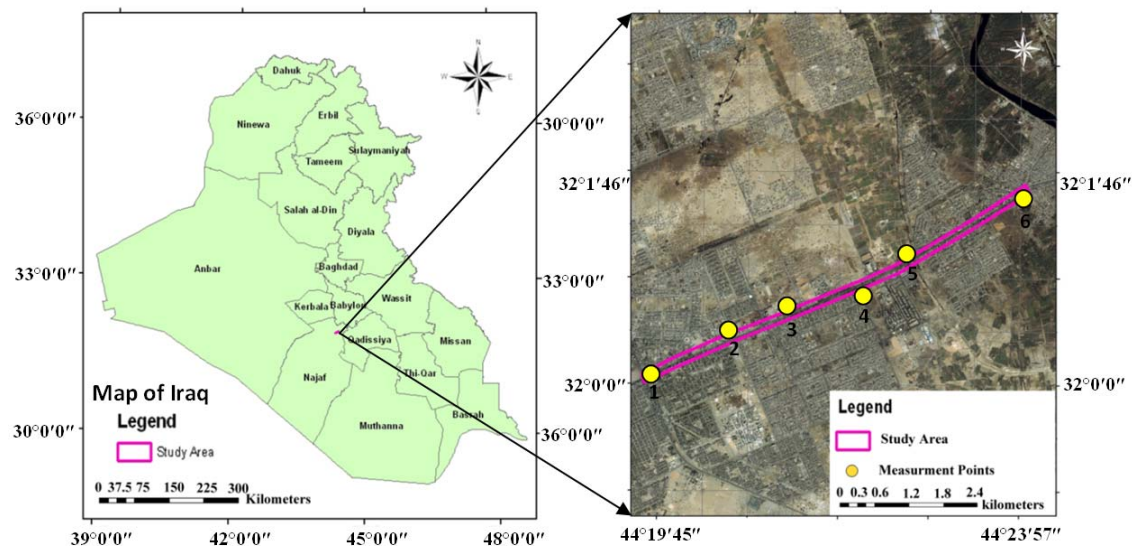 N
W
E
S
Dahuk
Ninewa
Erbil
Sulaymaniyah
Tameem
Salah al-Din
Diyala
Anbar
Baghdad
Wassit
Kerbala
Babylon
Qadissiya
Missan
Najaf
Thi-Qar
Muthanna
Basrah
36°0'0"
33°0'0"
30°0'0"
39°0'0"
42°0'0"
45°0'0"
48°0'0"
30°0'0"
33°0'0"
36°0'0"
Map of Iraq
Legend
Study Area
0 37.5 75 150 225 300
Kilometers
32°1'46"
32°1'46"
32°0'0"
32°0'0"
44°19'45"
44°23'57"
1
2
3
4
5
6
Legend
Study Area
Measurment Points
0 0.3 0.6 1.2 1.8 2.4
kilometers